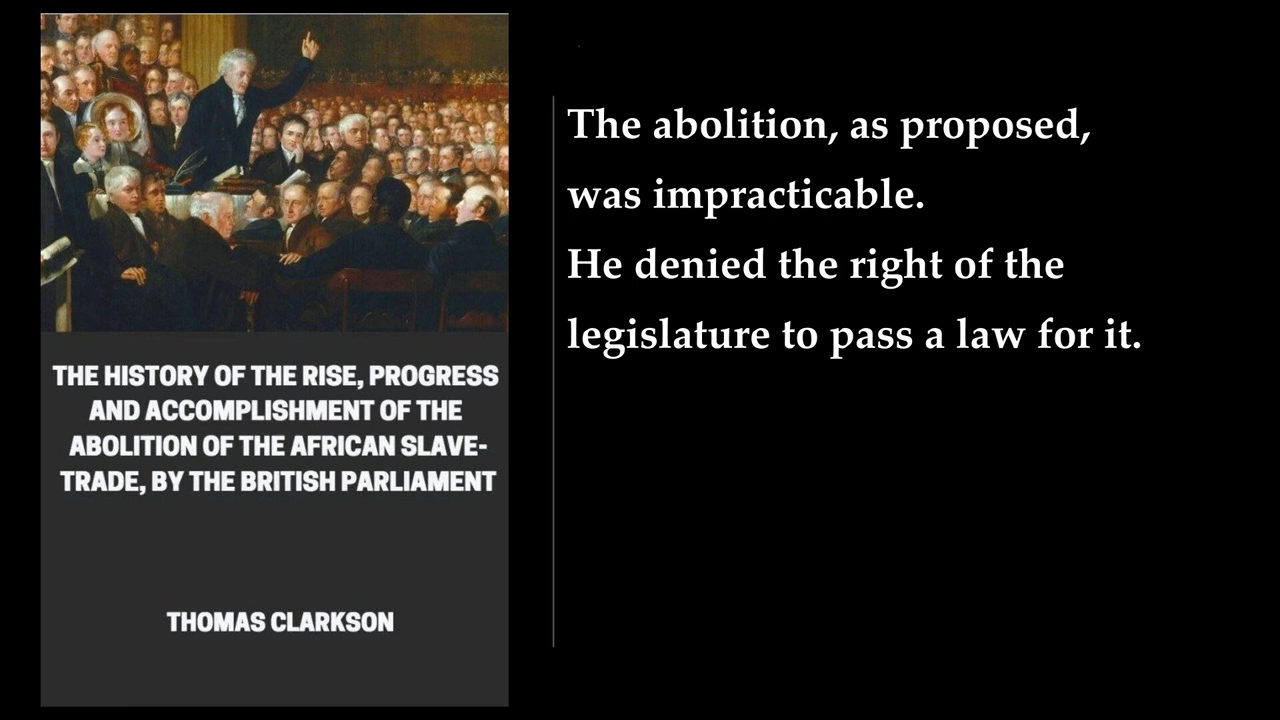 THE HISTORY OF THE RISE, PROGRESS
AND ACCOMPLISHMENT OF THE
ABOLITION OF THE AFRICAN SLAVE-
TRADE, BY THE BRITISH PARLIAMENT
THOMAS CLARKSON
The abolition, as proposed,
was impracticable.
He denied the right of the
legislature to pass a law for it.